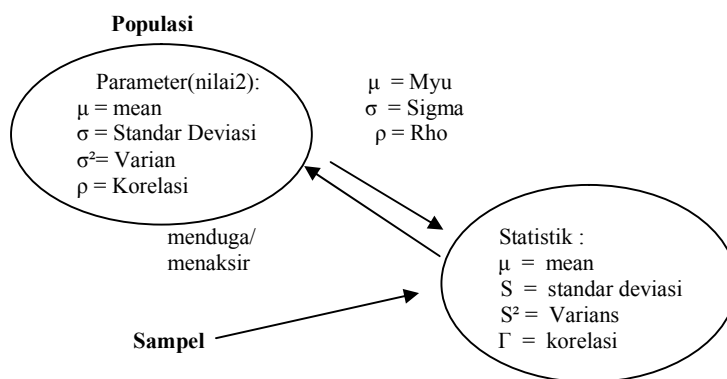 Populasi
Parameter(nilai2):
μ = mean
σ = Standar Deviasi
σ²= Varian
ρ = Korelasi
μ = Myu
σ = Sigma
ρ = Rho
menduga/
menaksir
Statistik :
μ = mean
S = standar deviasi
S² = Varians
Γ = korelasi
Sampel